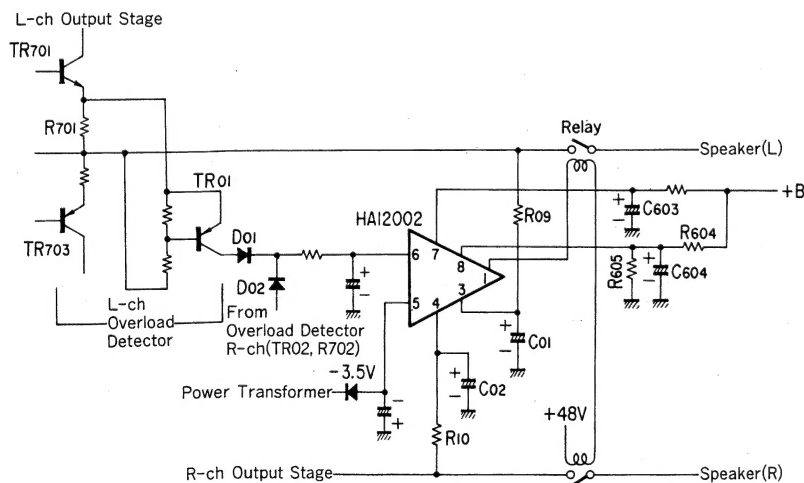 L-ch Output Stage
TR701
R701
Relay
Speaker(L)
TR01
+B
HA12002
R09
C603
R604
TR703
D01
6
7
8
1
R605
C604
D02
L-ch
Overload
Detector
From
Overload Detector
R-ch(TR02, R702)
5
4
3
C01
-3.5V
Power Transformer
C02
+48V
R10
R-ch Output Stage
Speaker(R)